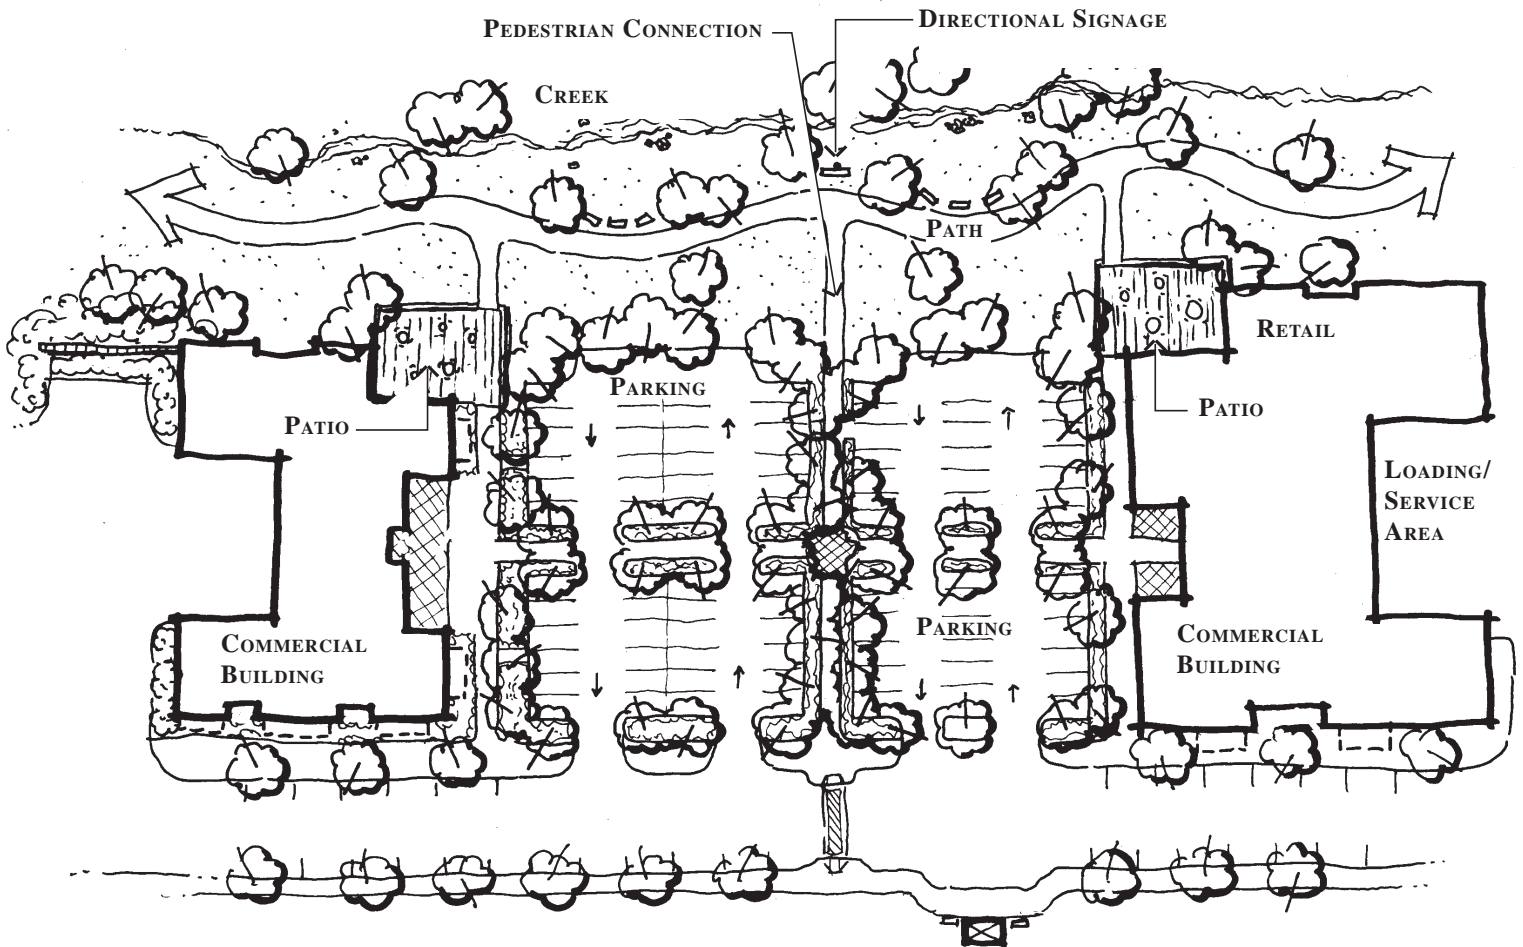 DIRECTIONAL SIGNAGE
PEDESTRIAN CONNECTION
CREEK
PATH
RETAIL
PARKING
PATIO
PATIO
LOADING/
SERVICE
AREA
PARKING
COMMERCIAL
BUILDING
COMMERCIAL
BUILDING